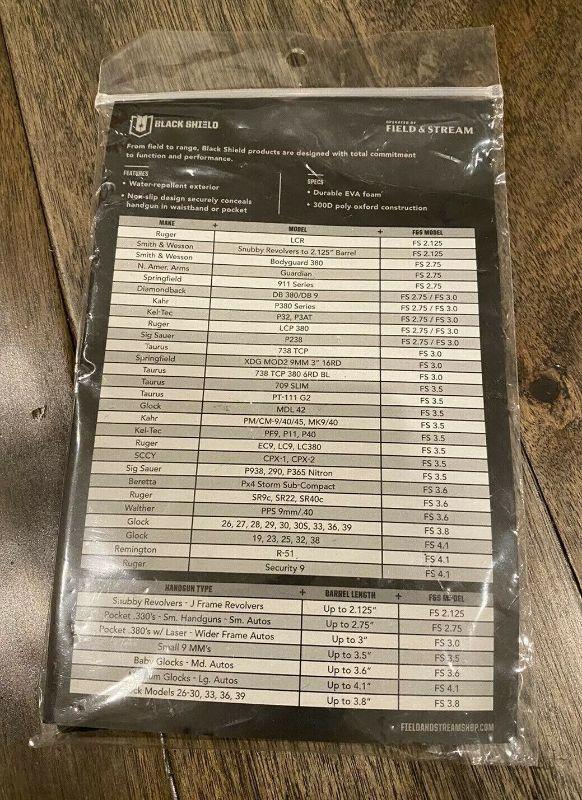 BLACK SHIELD
OPERATED BY
FIELD & STREAM
From field to range, Black Shield products are designed with total commitment
to function and performance.
FEATURES
• Water-repellent exterior
• Non-slip design securely conceals
handgun in waistband or pocket
SPECS
• Durable EVA foam
• 300D poly oxford construction
MAKE + MODEL + F&S MODEL
Ruger LCR FS 2.125
Smith & Wesson Snubby Revolvers to 2.125" Barrel FS 2.125
Smith & Wesson Bodyguard 380 FS 2.75
N. Amer. Arms Guardian FS 2.75
Springfield 911 Series FS 2.75
Diamondback DB 380/DB 9 FS 2.75 / FS 3.0
Kahr P380 Series FS 2.75 / FS 3.0
Kel-Tec P32, P3AT FS 2.75 / FS 3.0
Ruger LCP 380 FS 2.75 / FS 3.0
Sig Sauer P238 FS 2.75 / FS 3.0
Taurus 738 TCP FS 3.0
Springfield XDG MOD2 9MM 3" 16RD FS 3.0
Taurus 738 TCP 380 6RD BL FS 3.0
Taurus 709 SLIM FS 3.5
Taurus PT-111 G2 FS 3.5
Glock MDL 42 FS 3.5
Kahr PM/CM-9/40/45, MK9/40 FS 3.5
Kel-Tec PF9, P11, P40 FS 3.5
Ruger EC9, LC9, LC380 FS 3.5
SCCY CPX-1, CPX-2 FS 3.5
Sig Sauer P938, 290, P365 Nitron FS 3.5
Beretta Px4 Storm Sub-Compact FS 3.6
Ruger SR9c, SR22, SR40c FS 3.6
Walther PPS 9mm/.40 FS 3.6
Glock 26, 27, 28, 29, 30, 30S, 33, 36, 39 FS 3.8
Glock 19, 23, 25, 32, 38 FS 4.1
Remington R-51 FS 4.1
Ruger Security 9 FS 4.1
HANDGUN TYPE + BARREL LENGTH + F&S MODEL
Snubby Revolvers - J Frame Revolvers Up to 2.125" FS 2.125
Pocket .330's - Sm. Handguns - Sm. Autos Up to 2.75" FS 2.75
Pocket .380's w/ Laser - Wider Frame Autos Up to 3" FS 3.0
Small 9 MM's Up to 3.5" FS 3.5
Baby Glocks - Md. Autos Up to 3.6" FS 3.6
Glocks - Lg. Autos Up to 4.1" FS 4.1
Models 26-30, 33, 36, 39 Up to 3.8" FS 3.8
FIELDANDSTREAMSHOP.COM